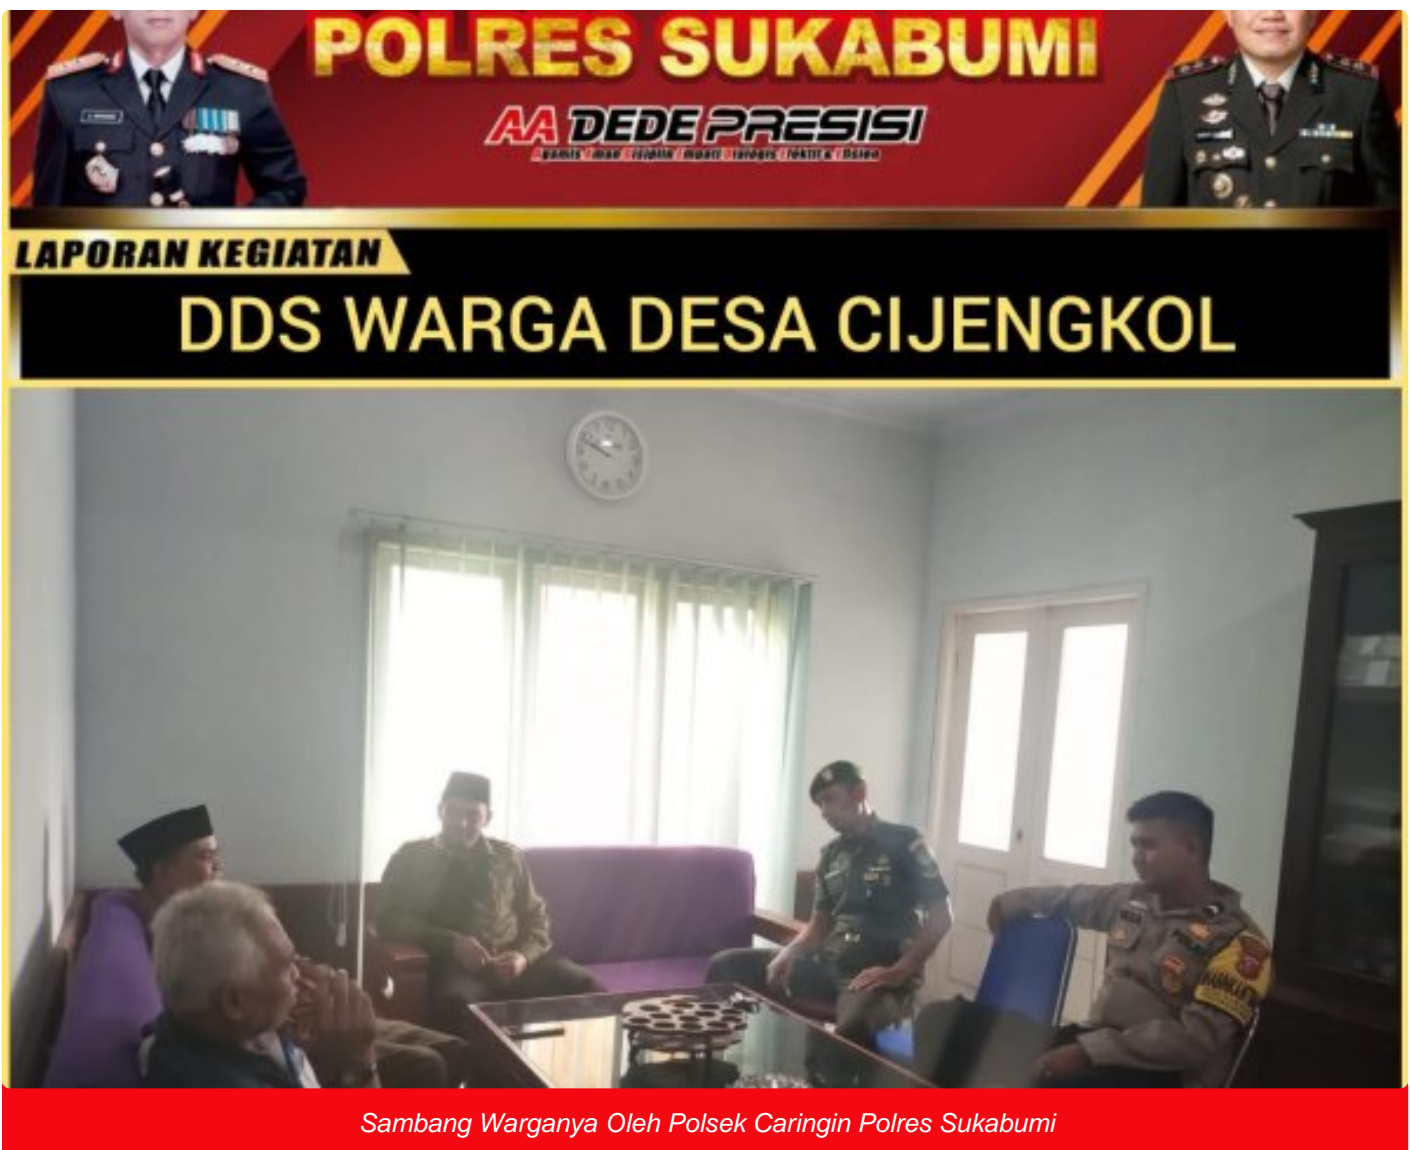 POLRES SUKABUMI
AA DEDE PRESISI
LAPORAN KEGIATAN
DDS WARGA DESA CIJENGKOL
Sambang Warganya Oleh Polsek Caringin Polres Sukabumi